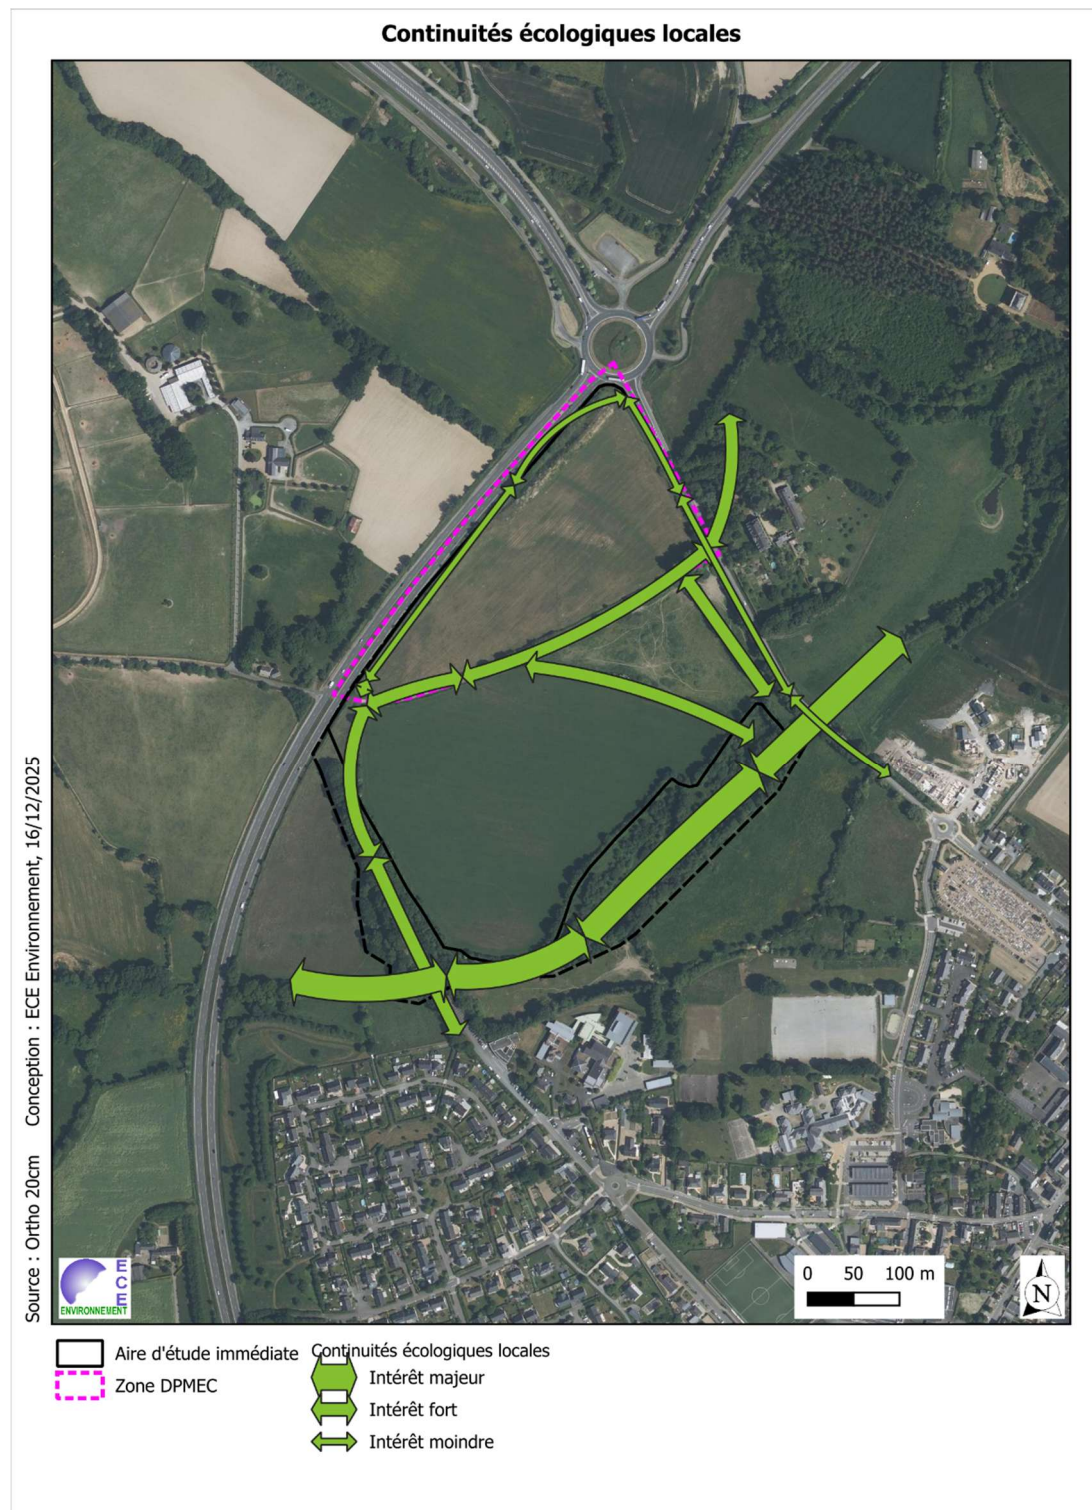 Continuités écologiques locales
Source : Ortho 20cm Conception : ECE Environnement, 16/12/2025
E
C
E
ENVIRONNEMENT
0 50 100 m
N
Aire d'étude immédiate
Zone DPMEC
Continuités écologiques locales
Intérêt majeur
Intérêt fort
Intérêt moindre